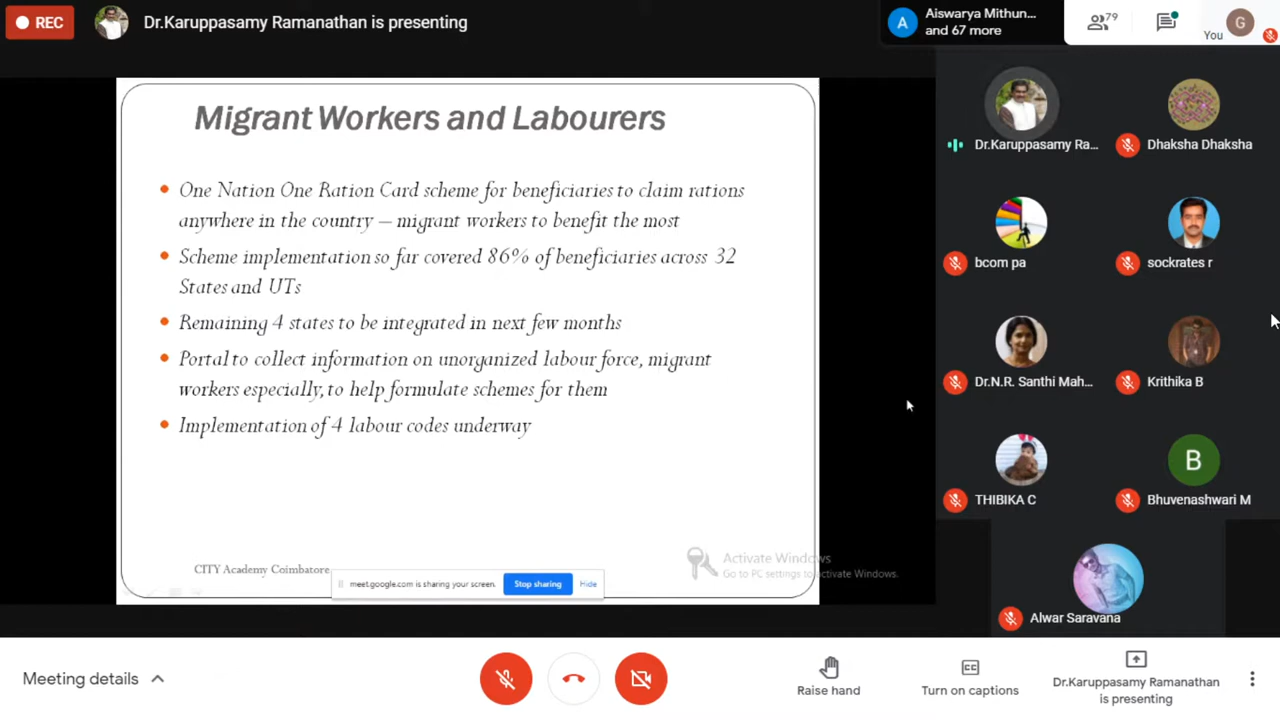 REC
Dr.Karuppasamy Ramanathan is presenting
A
Aiswarya Mithun...
and 67 more
79
You
G
Migrant Workers and Labourers
One Nation One Ration Card scheme for beneficiaries to claim rations
anywhere in the country – migrant workers to benefit the most
Scheme implementation so far covered 86% of beneficiaries across 32
States and UTs
Remaining 4 states to be integrated in next few months
Portal to collect information on unorganized labour force, migrant
workers especially, to help formulate schemes for them
Implementation of 4 labour codes underway
CITY Academy Coimbatore
meet.google.com is sharing your screen.
Stop sharing
Hide
Activate Windows
Go to PC settings to activate Windows.
Dr.Karuppasamy Ra...
Dhaksha Dhaksha
bcom pa
sockrates r
Dr.N.R. Santhi Mah...
Krithika B
THIBIKA C
B
Bhuvenashwari M
Alwar Saravana
Meeting details
Raise hand
CC
Turn on captions
Dr.Karuppasamy Ramanathan
is presenting